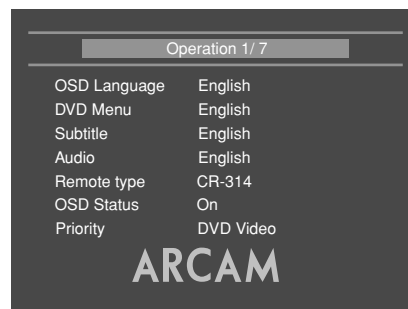 Operation 1/ 7
OSD Language English
DVD Menu English
Subtitle English
Audio English
Remote type CR-314
OSD Status On
Priority DVD Video
ARCAM